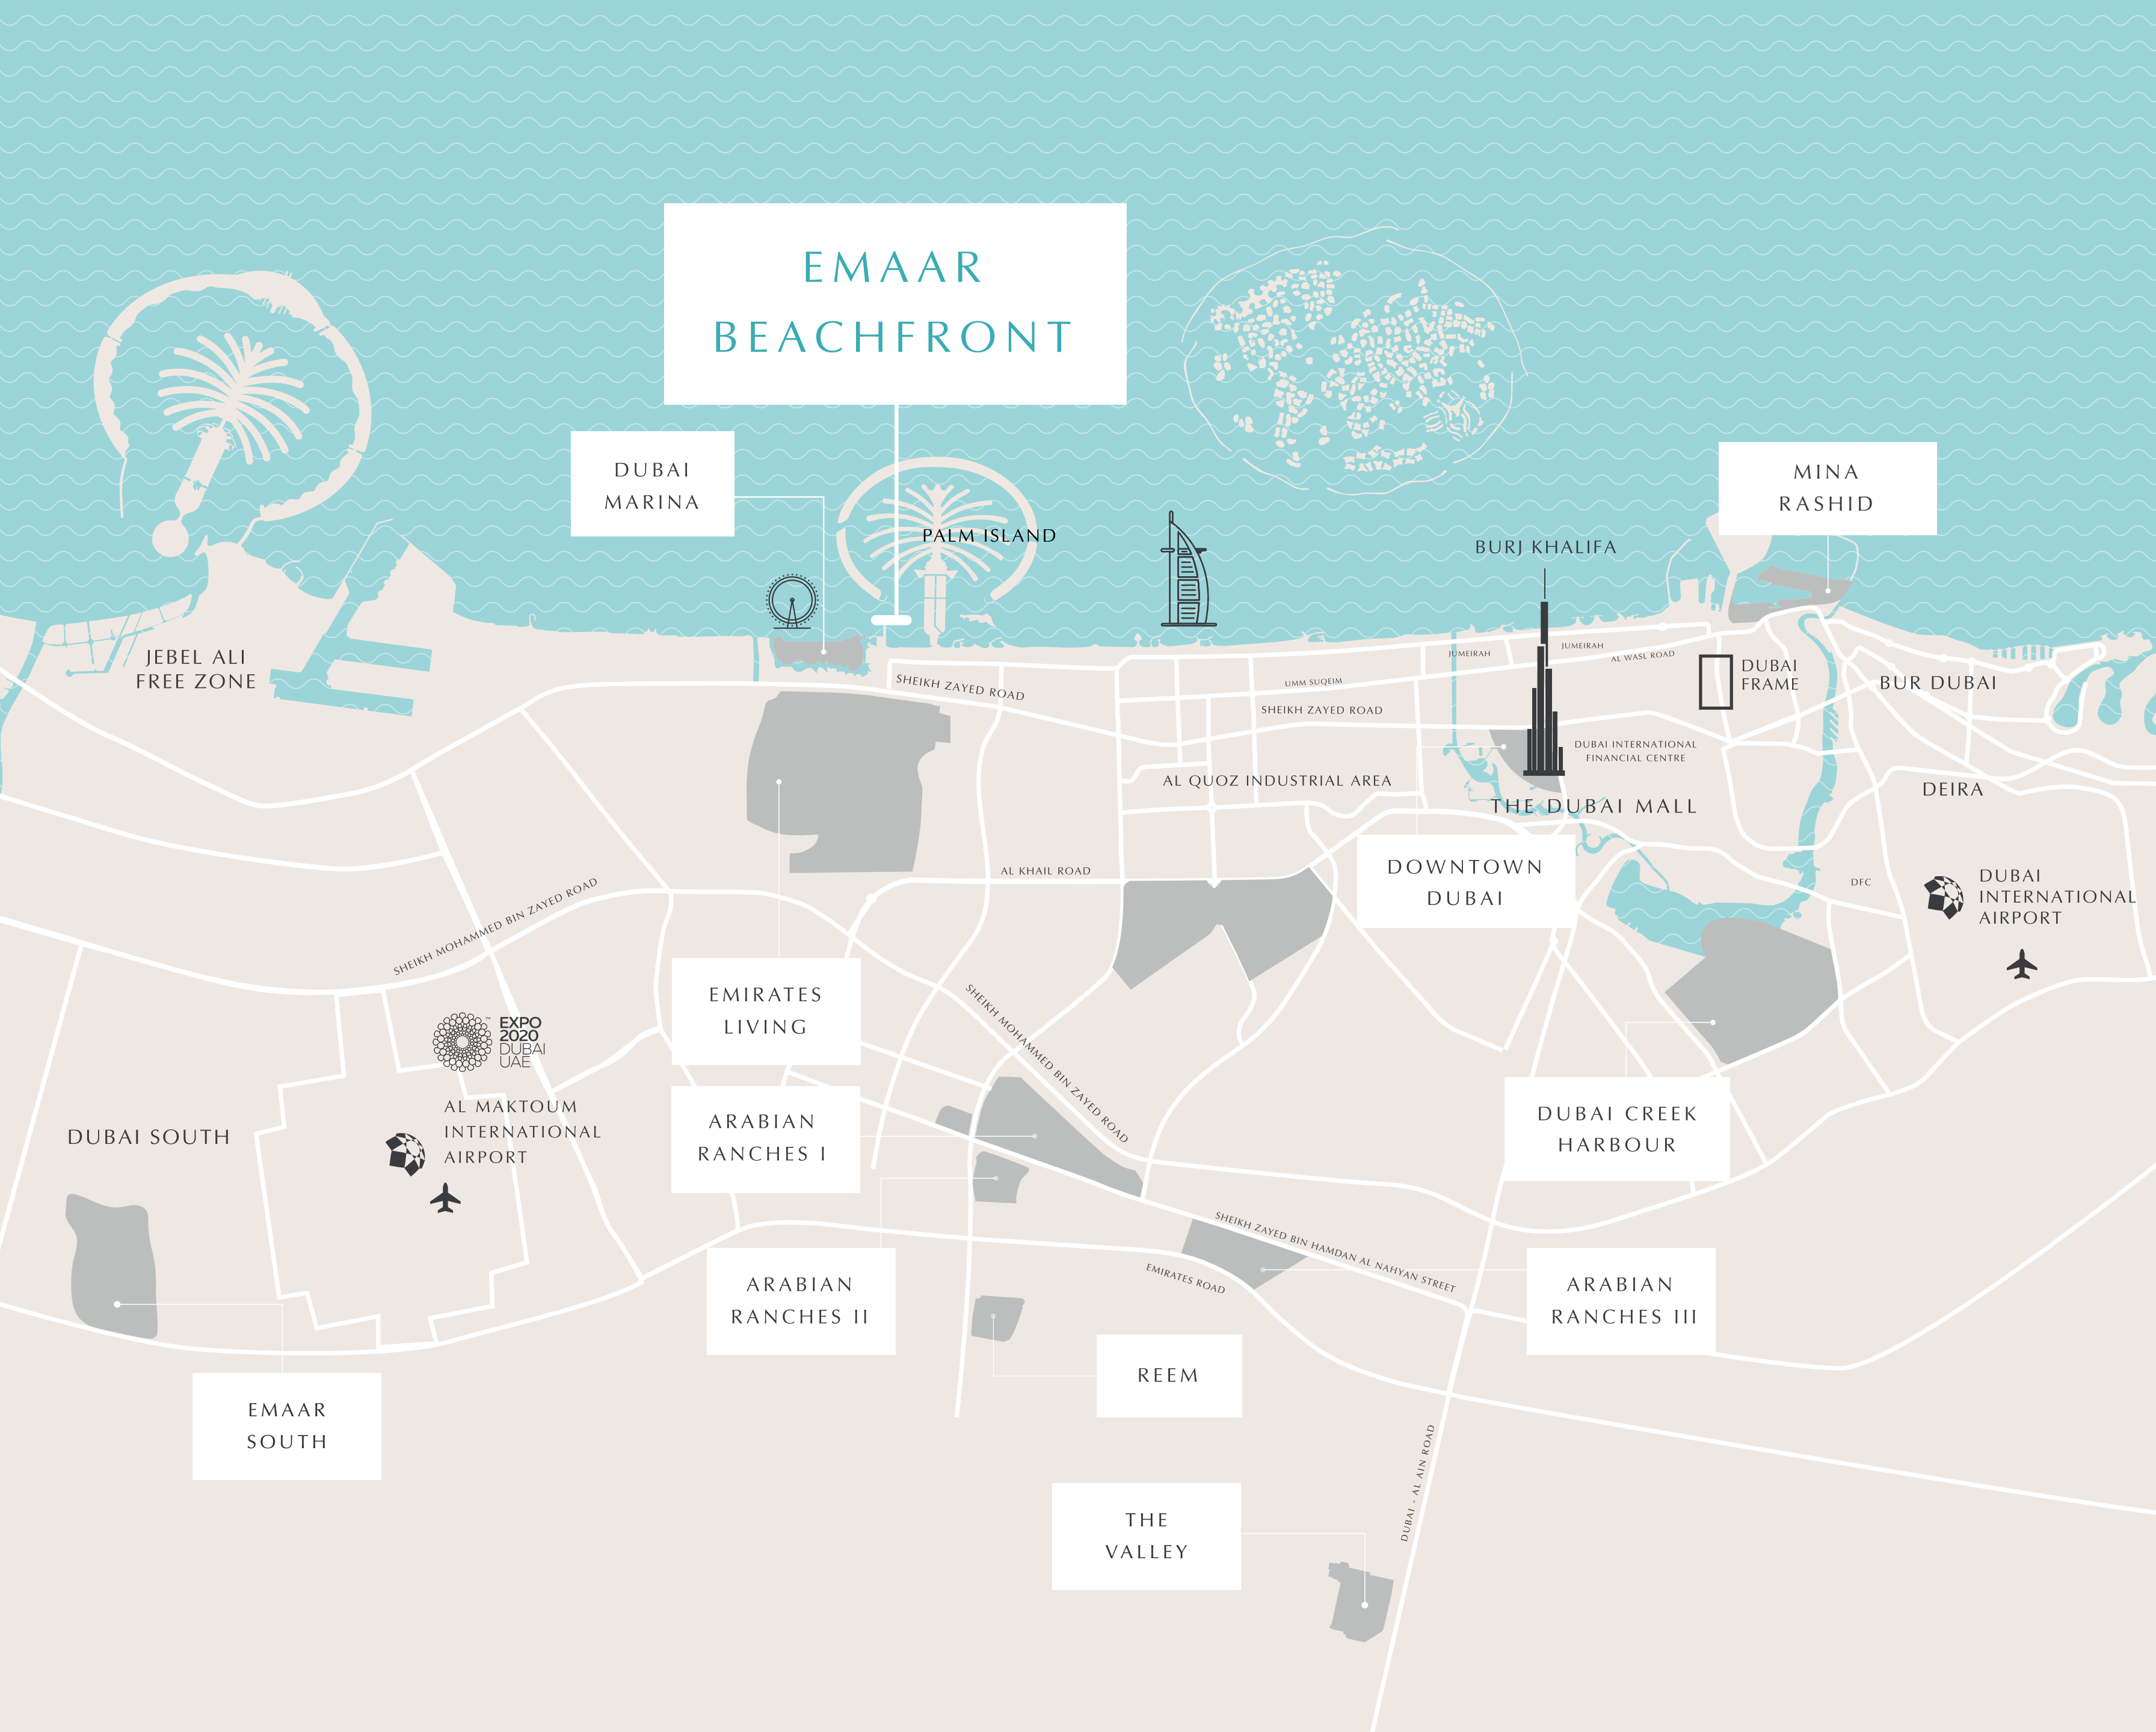 EMAAR
BEACHFRONT
DUBAI
MARINA
MINA
RASHID
PALM ISLAND
BURJ KHALIFA
JEBEL ALI
FREE ZONE
SHEIKH ZAYED ROAD
UMM SUQEIM
SHEIKH ZAYED ROAD
JUMEIRAH
JUMEIRAH
AL WASL ROAD
DUBAI
FRAME
BUR DUBAI
DUBAI INTERNATIONAL
FINANCIAL CENTRE
AL QUOZ INDUSTRIAL AREA
THE DUBAI MALL
DEIRA
DOWNTOWN
DUBAI
AL KHAIL ROAD
DFC
DUBAI
INTERNATIONAL
AIRPORT
SHEIKH MOHAMMED BIN ZAYED ROAD
EMIRATES
LIVING
SHEIKH MOHAMMED BIN ZAYED ROAD
EXPO
2020
DUBAI
UAE
™
AL MAKTOUM
INTERNATIONAL
AIRPORT
DUBAI SOUTH
ARABIAN
RANCHES I
DUBAI CREEK
HARBOUR
SHEIKH ZAYED BIN HAMDAN AL NAHYAN STREET
EMIRATES ROAD
ARABIAN
RANCHES II
ARABIAN
RANCHES III
REEM
EMAAR
SOUTH
DUBAI - AL AIN ROAD
THE
VALLEY